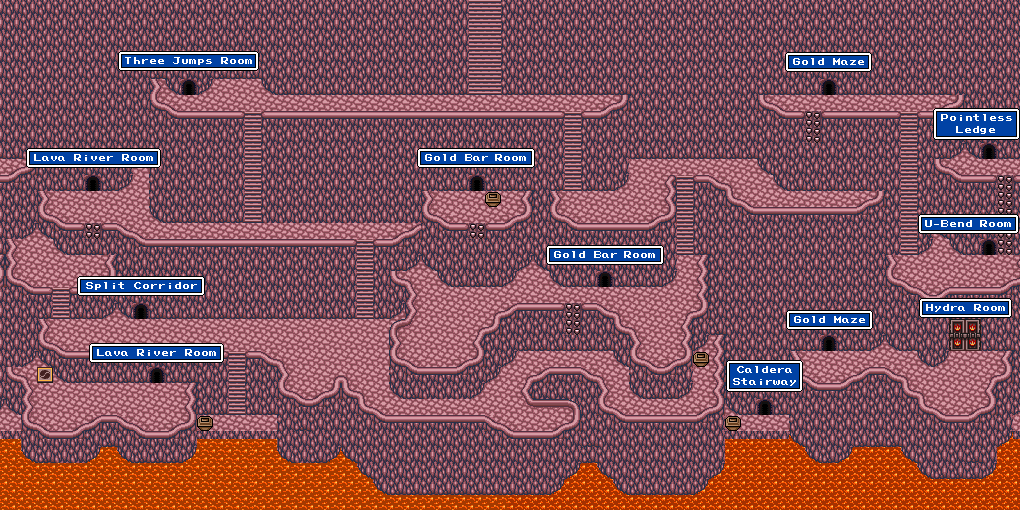 Three Jumps Room
Gold Maze
Pointless
Ledge
Lava River Room
Gold Bar Room
U-Bend Room
Gold Bar Room
Split Corridor
Hydra Room
Gold Maze
Lava River Room
Caldera
Stairway